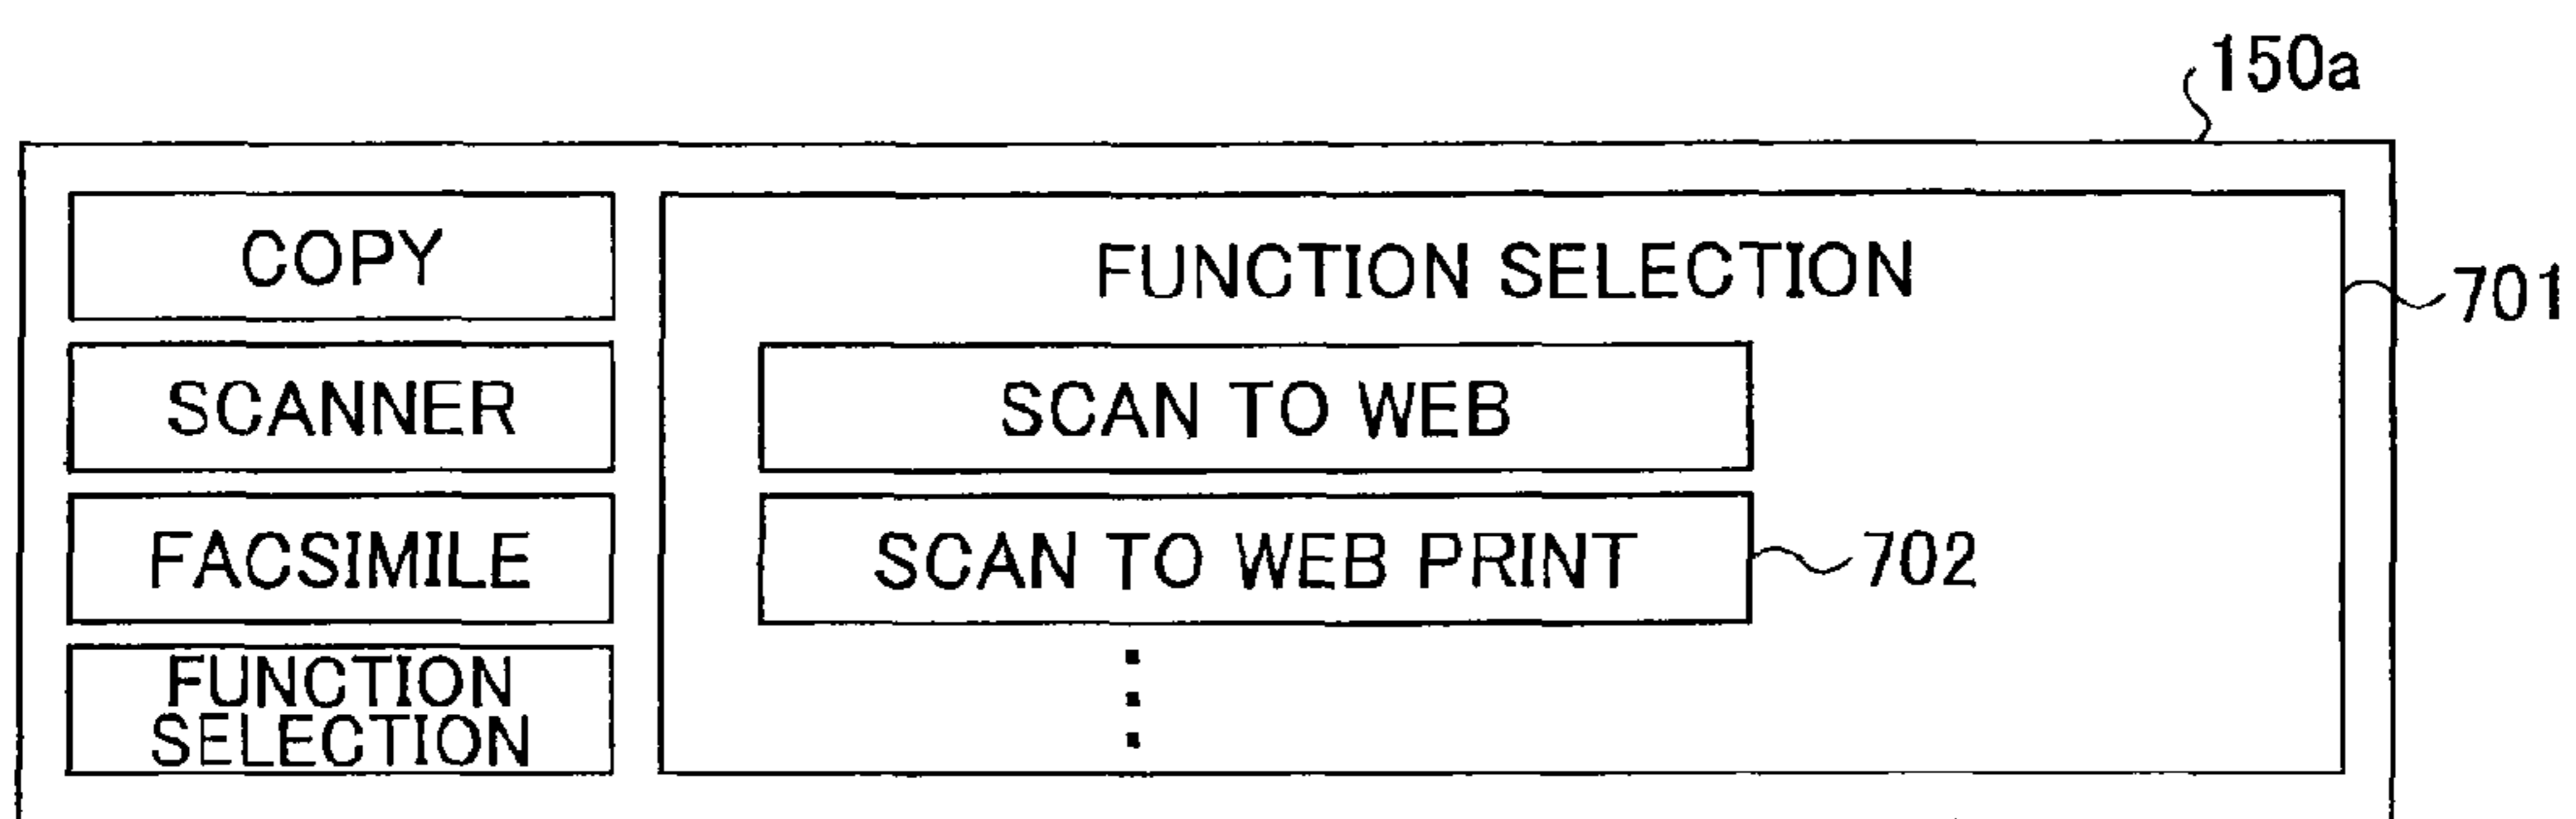 150a
COPY
SCANNER
FACSIMILE
FUNCTION
SELECTION
FUNCTION SELECTION
701
SCAN TO WEB
SCAN TO WEB PRINT
702